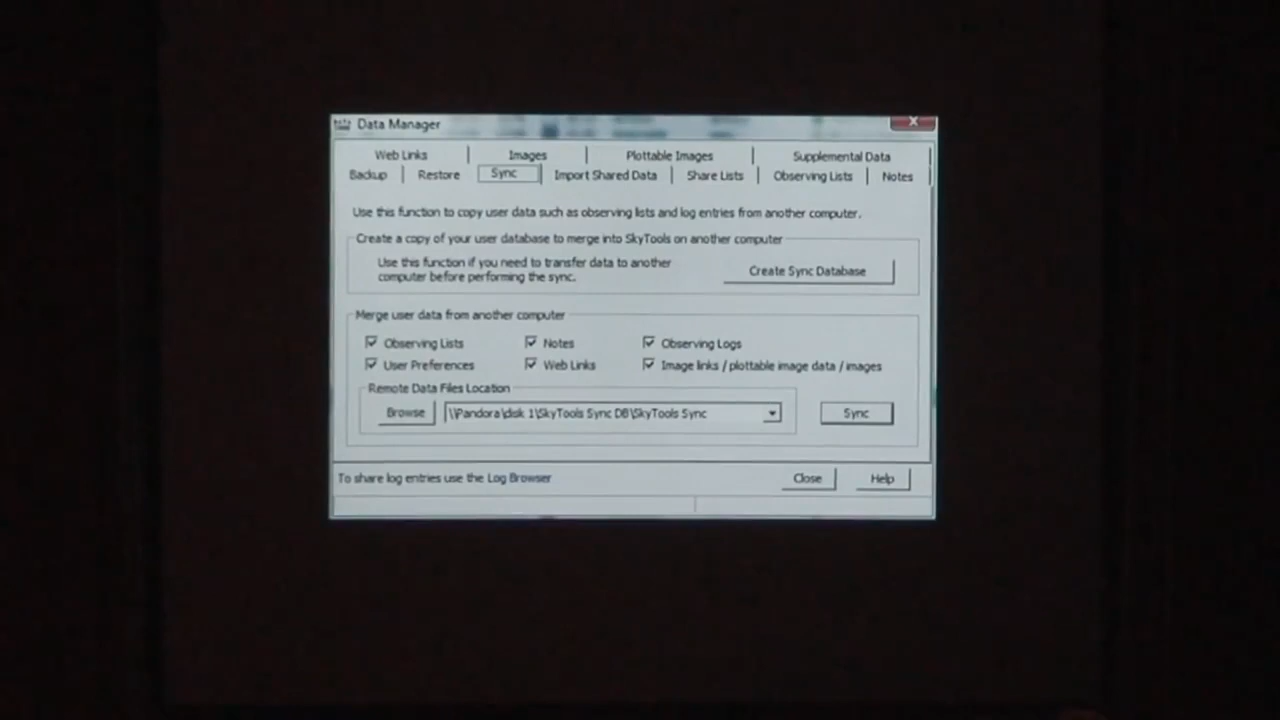 Data Manager
Web Links Images Plottable Images Supplemental Data
Backup Restore Sync Import Shared Data Share Lists Observing Lists Notes
Use this function to copy user data such as observing lists and log entries from another computer.
Create a copy of your user database to merge into SkyTools on another computer
Use this function if you need to transfer data to another
computer before performing the sync.
Create Sync Database
Merge user data from another computer
Observing Lists Notes Observing Logs
User Preferences Web Links Image links / plottable image data / images
Remote Data Files Location
Browse \\Pandora\disk 1\SkyTools Sync DB\SkyTools Sync Sync
To share log entries use the Log Browser Close Help